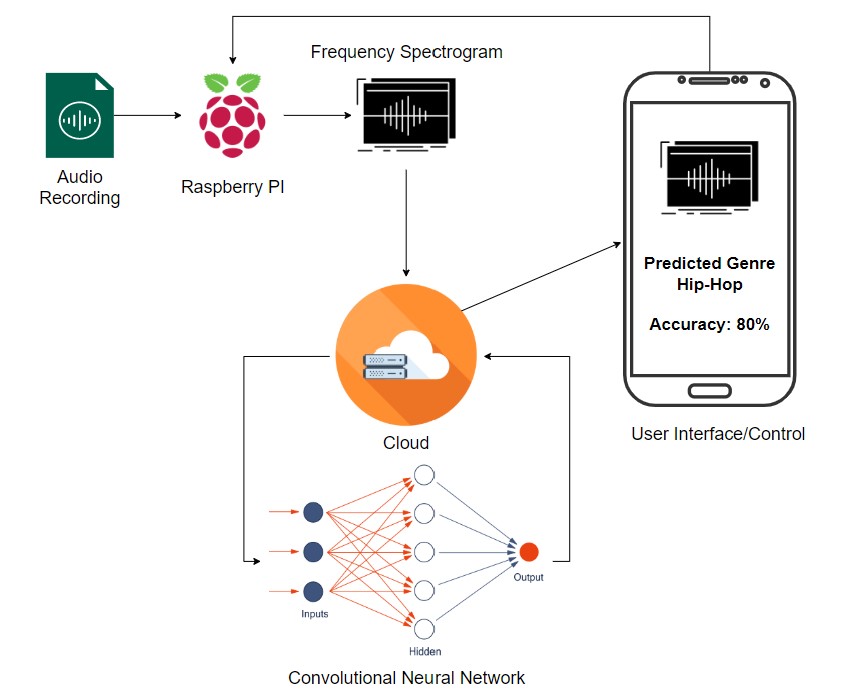 Frequency Spectrogram
Audio
Recording
Raspberry PI
Predicted Genre
Hip-Hop
Accuracy: 80%
User Interface/Control
Cloud
Inputs
Output
Hidden
Convolutional Neural Network